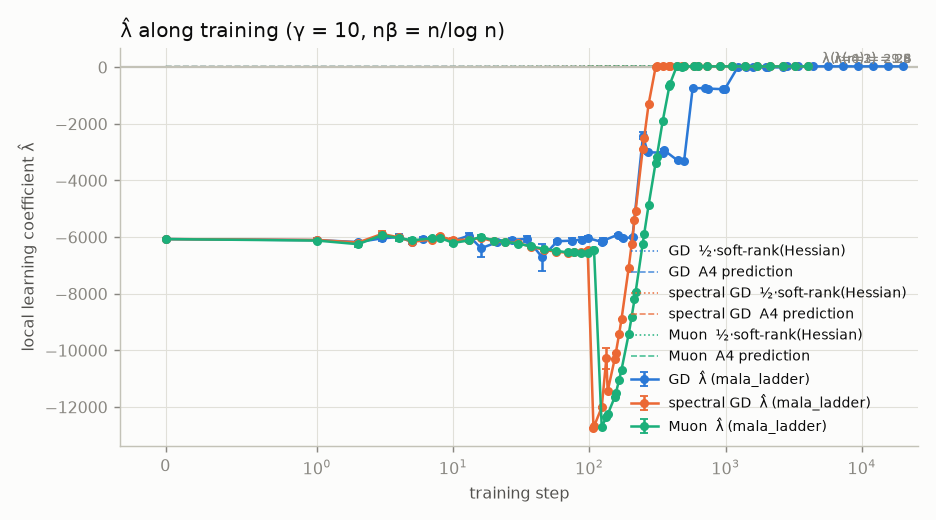 λ̂ along training (γ = 10, nβ = n/log n)
0
−2000
−4000
−6000
−8000
−10000
−12000
local learning coefficient λ̂
GD ½·soft-rank(Hessian)
GD A4 prediction
spectral GD ½·soft-rank(Hessian)
spectral GD A4 prediction
Muon ½·soft-rank(Hessian)
Muon A4 prediction
GD λ̂ (mala_ladder)
spectral GD λ̂ (mala_ladder)
Muon λ̂ (mala_ladder)
0
10⁰
10¹
10²
10³
10⁴
training step